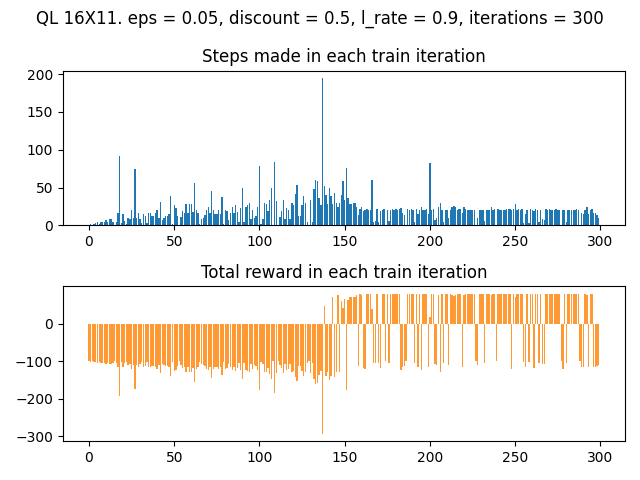 QL 16X11. eps = 0.05, discount = 0.5, l_rate = 0.9, iterations = 300
Steps made in each train iteration
200
150
100
50
0
0 50 100 150 200 250 300
Total reward in each train iteration
0
−100
−200
−300
0 50 100 150 200 250 300